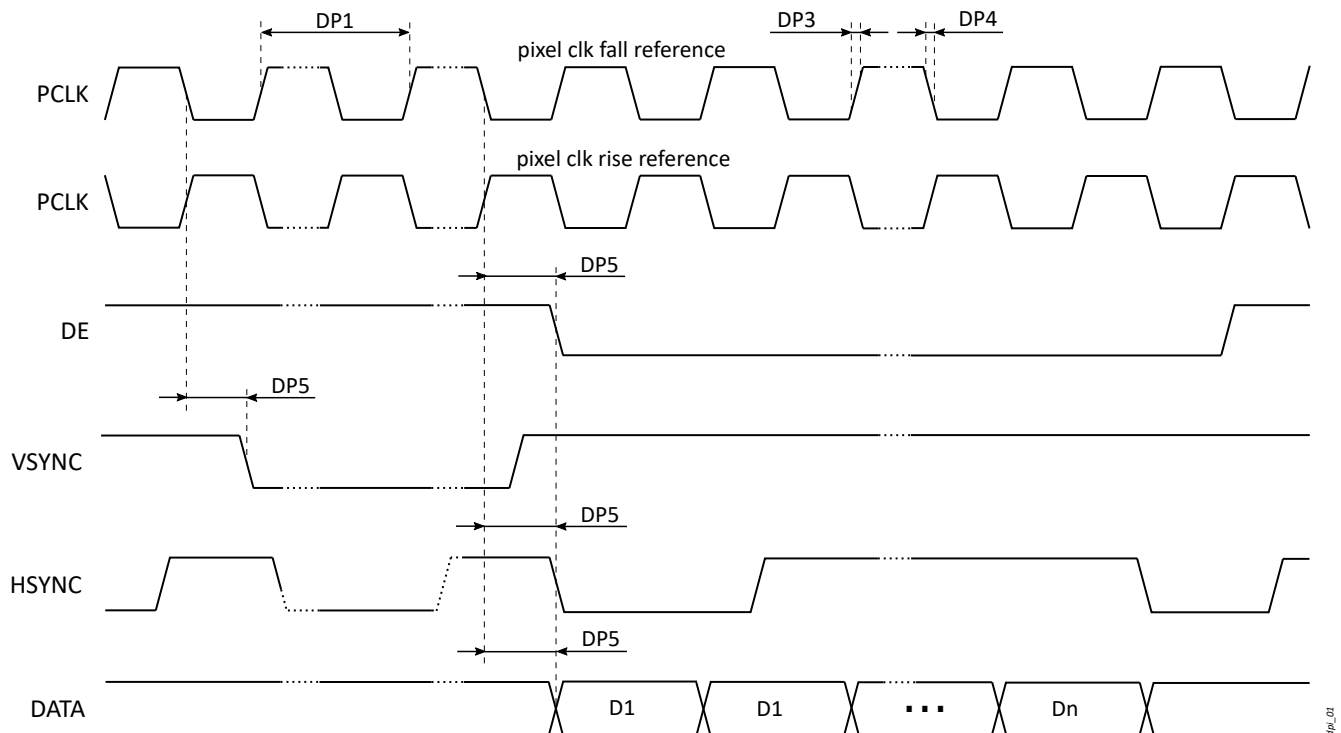 DP1
DP3
DP4
pixel clk fall reference
PCLK
pixel clk rise reference
PCLK
DP5
DE
DP5
VSYNC
DP5
HSYNC
DP5
DATA
D1
D1
...
Dn